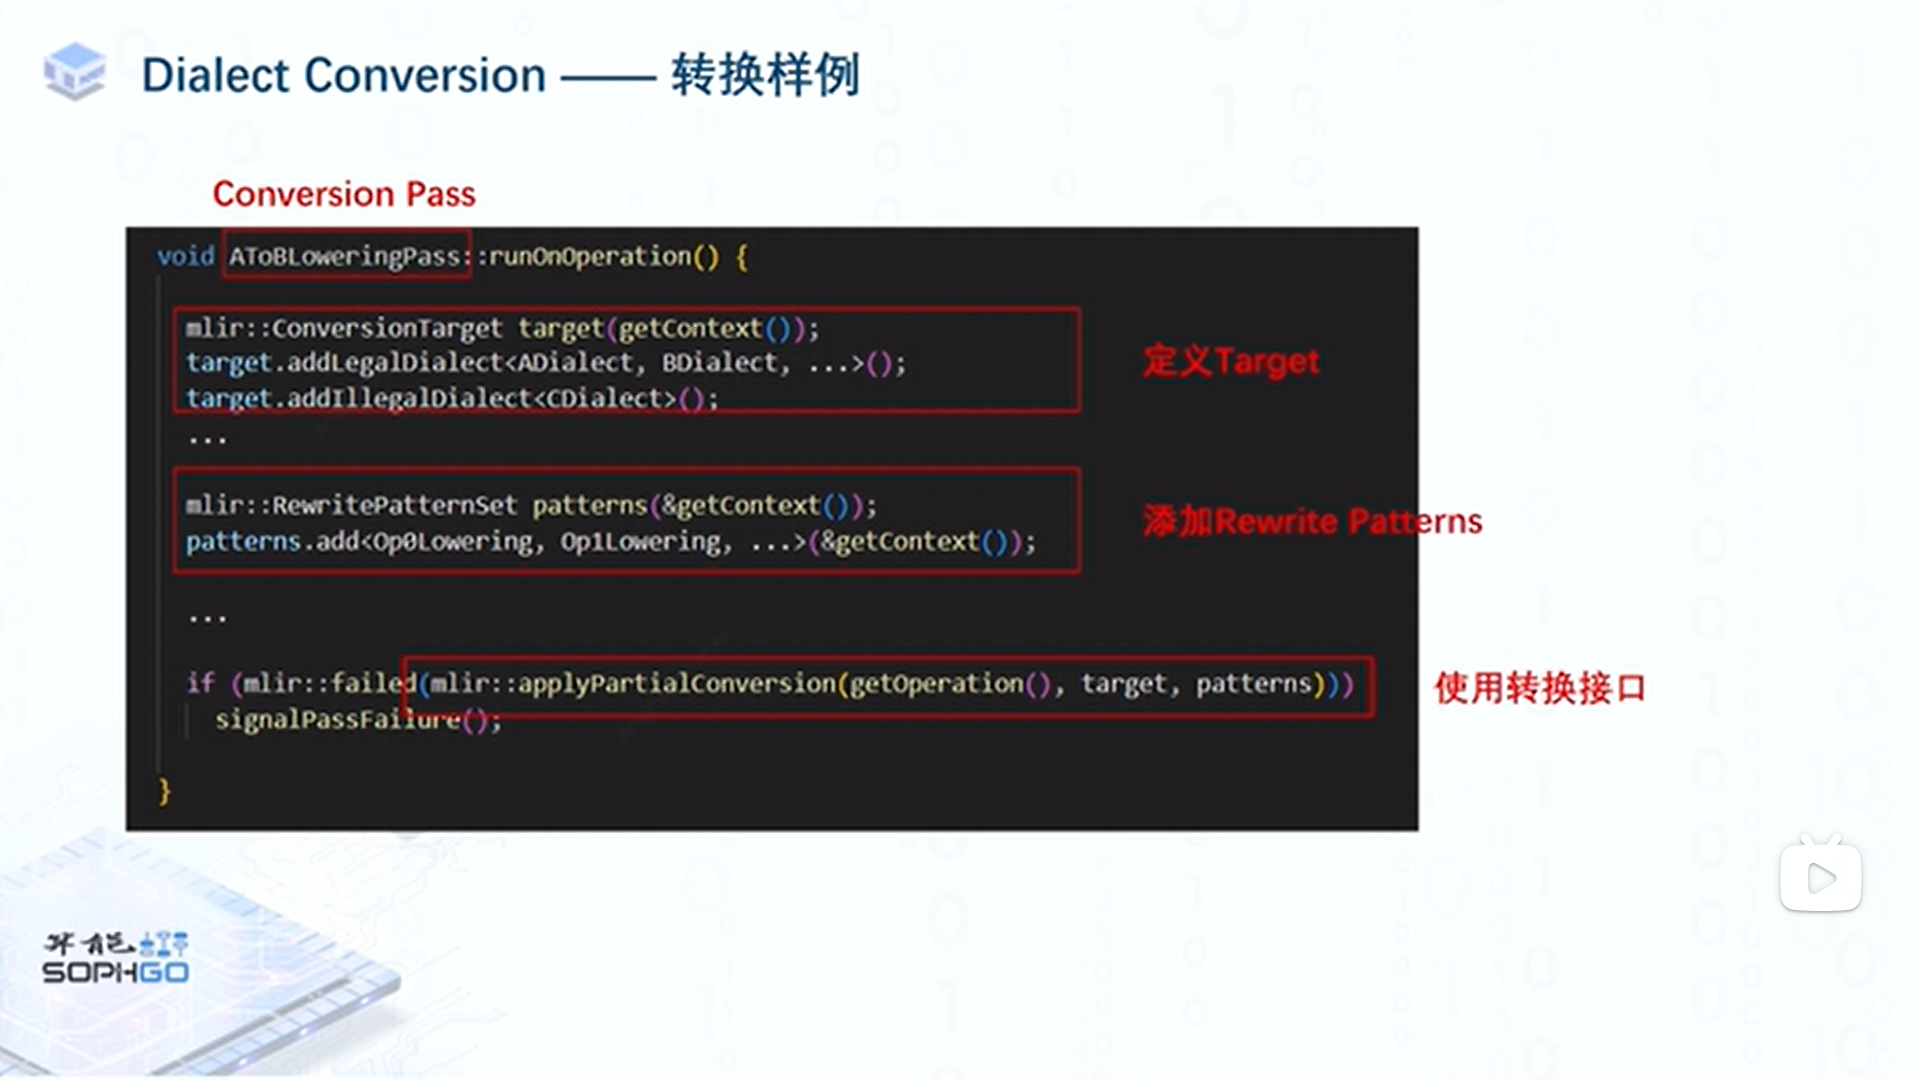 Dialect Conversion —— 转换样例
Conversion Pass
void AToBLoweringPass::runOnOperation() {
mlir::ConversionTarget target(getContext());
target.addLegalDialect<ADialect, BDialect, ...>();
target.addIllegalDialect<CDialect>();
定义Target
...
mlir::RewritePatternSet patterns(&getContext());
patterns.add<Op0Lowering, Op1Lowering, ...>(&getContext());
添加Rewrite Patterns
...
if (mlir::failed(mlir::applyPartialConversion(getOperation(), target, patterns)))
signalPassFailure();
使用转换接口
}
算能
SOPHGO